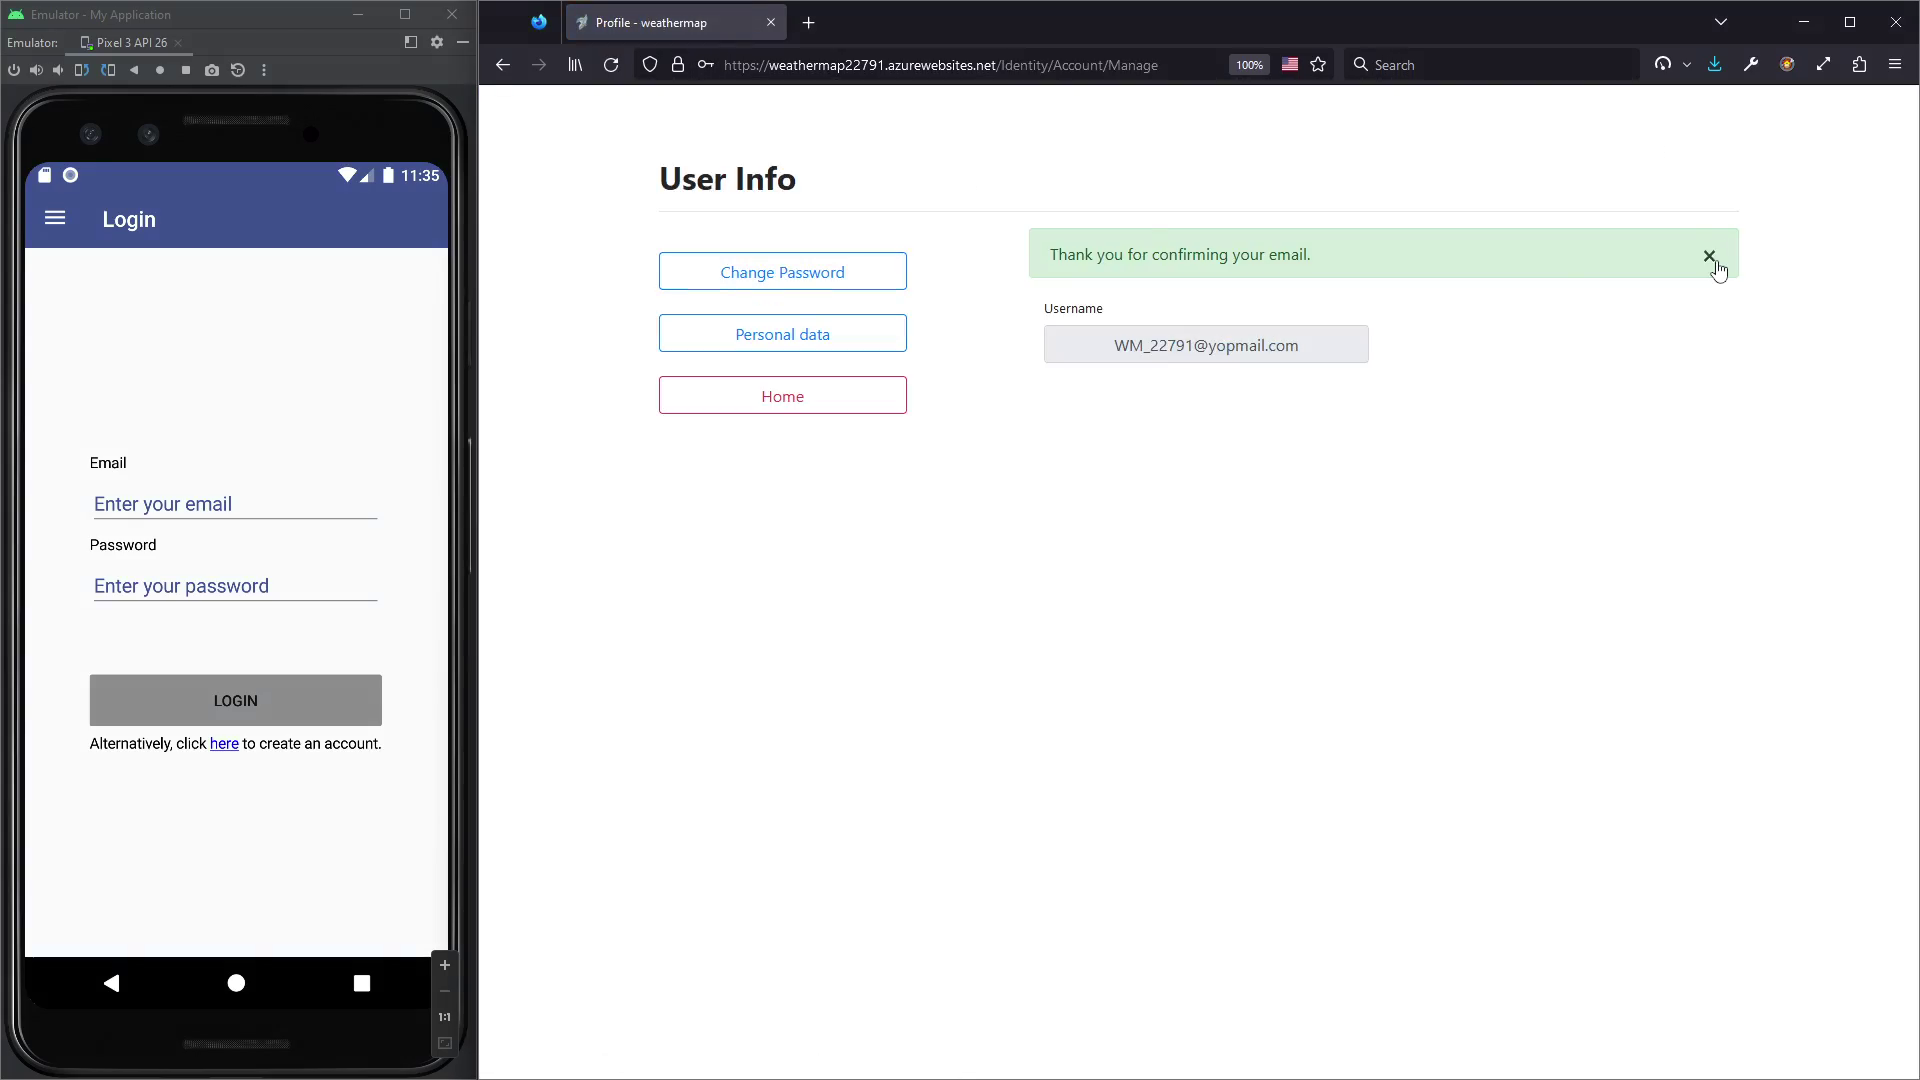 Emulator - My Application
Emulator:
Pixel 3 API 26
11:35
Login
Email
Enter your email
Password
Enter your password
LOGIN
Alternatively, click here to create an account.
1:1
Profile - weathermap
https://weathermap22791.azurewebsites.net/Identity/Account/Manage
100%
Search
User Info
Change Password
Personal data
Home
Thank you for confirming your email.
Username
WM_22791@yopmail.com